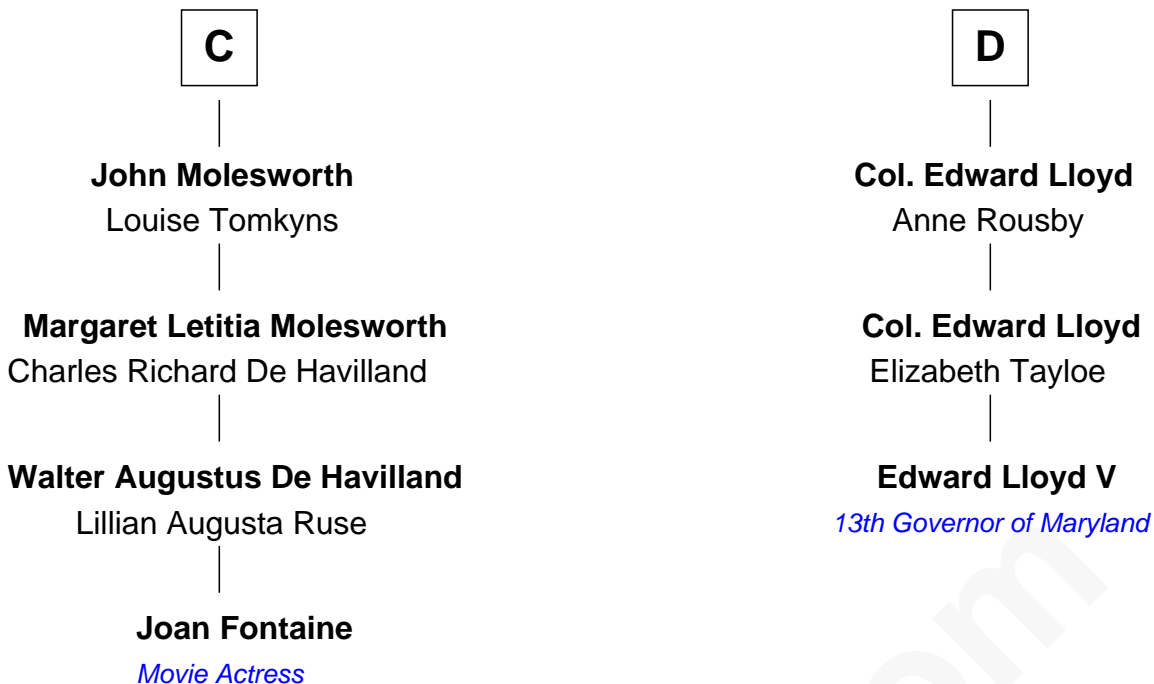 C
John Molesworth
Louise Tomkyns
Margaret Letitia Molesworth
Charles Richard De Havilland
Walter Augustus De Havilland
Lillian Augusta Ruse
Joan Fontaine
Movie Actress
D
Col. Edward Lloyd
Anne Rousby
Col. Edward Lloyd
Elizabeth Tayloe
Edward Lloyd V
13th Governor of Maryland
om